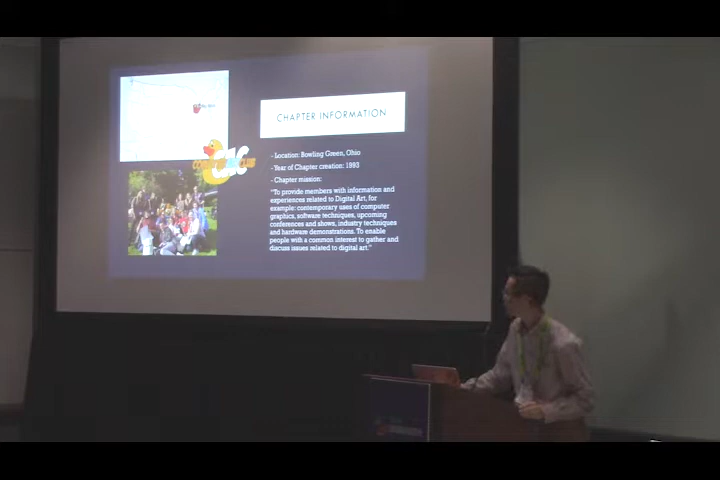 CHAPTER INFORMATION
CAC
- Location: Bowling Green, Ohio
- Year of Chapter creation: 1993
- Chapter mission:
"To provide members with information and
experiences related to Digital Art, for
example: contemporary uses of computer
graphics, software techniques, upcoming
conferences and shows, industry techniques
and hardware demonstrations. To enable
people with a common interest to gather and
discuss issues related to digital art."